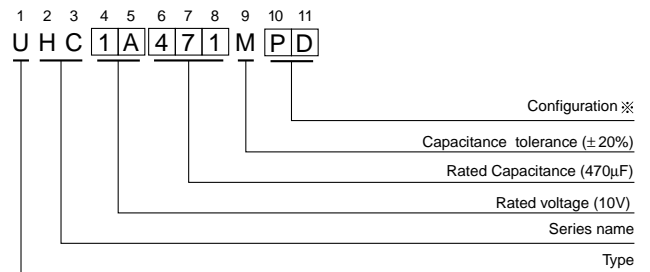 1 2 3 4 5 6 7 8 9 10 11
U H C 1 A 4 7 1 M P D
Configuration ※
Capacitance tolerance (±20%)
Rated Capacitance (470µF)
Rated voltage (10V)
Series name
Type